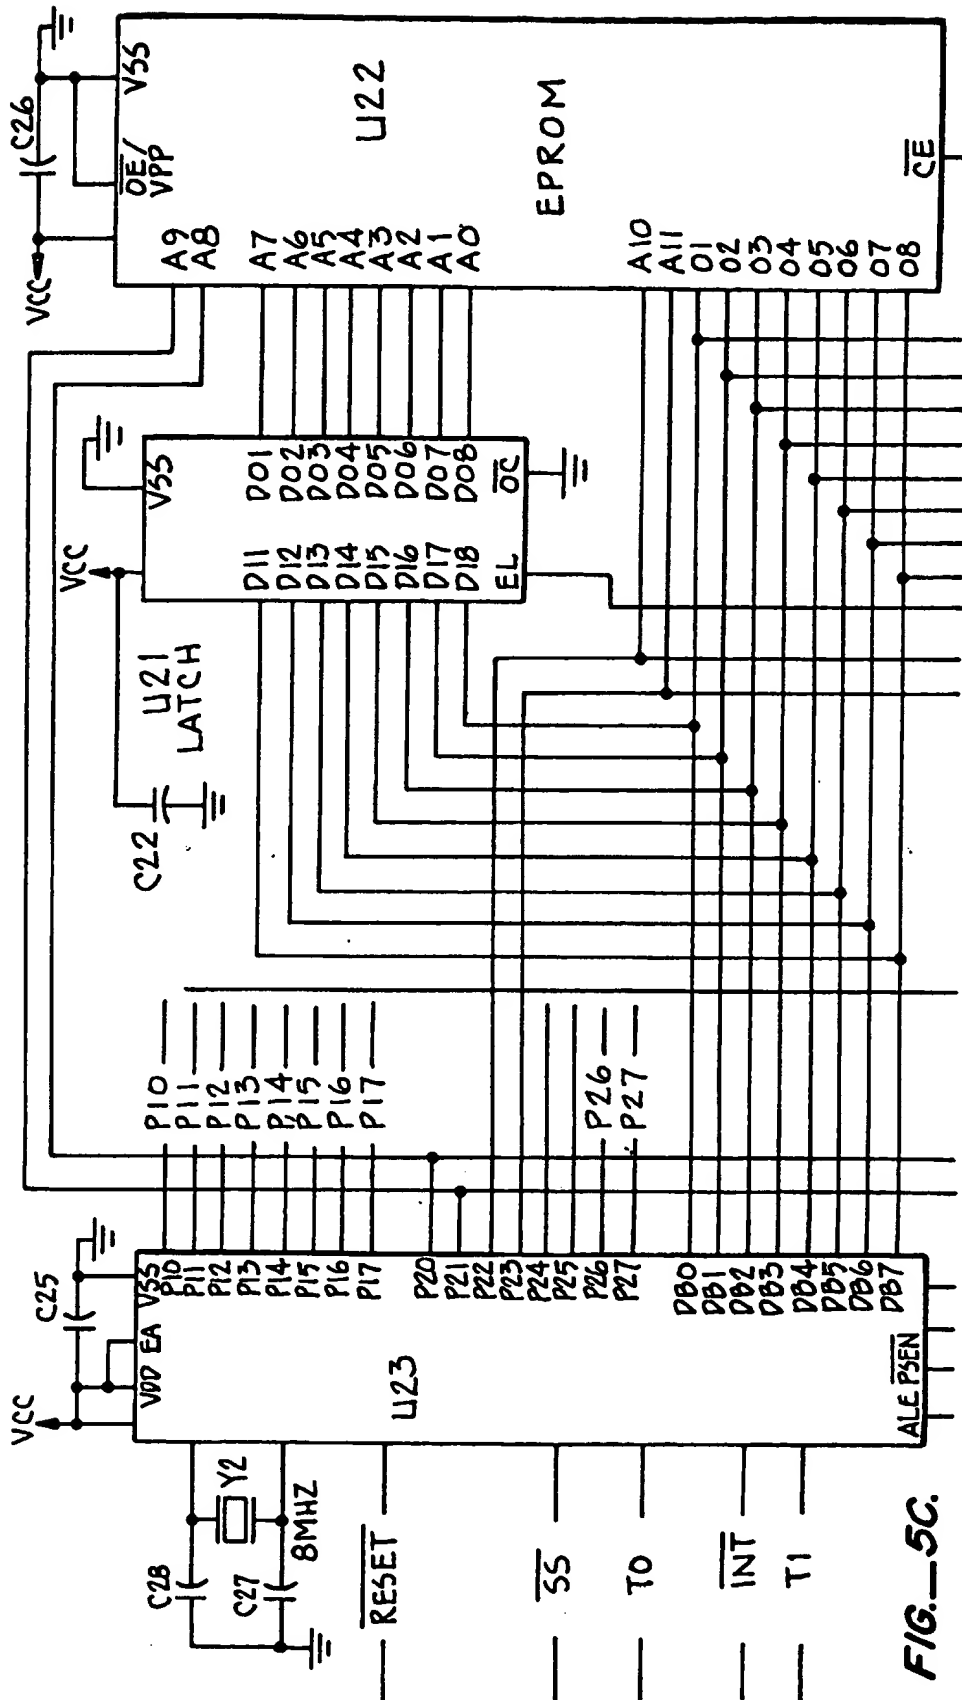 VCC
C26
VSS
OE/
VPP
U22
EPROM
CE
A9
A8
A7
A6
A5
A4
A3
A2
A1
A0
A10
A11
O1
O2
O3
O4
O5
O6
O7
O8
VCC
VSS
DO1
DO2
DO3
DO4
DO5
DO6
DO7
DO8
OC
DI1
DI2
DI3
DI4
DI5
DI6
DI7
DI8
EL
U21
LATCH
C22
P10
P11
P12
P13
P14
P15
P16
P17
P26
P27
VCC
C25
VDD
EA
VSS
P10
P11
P12
P13
P14
P15
P16
P17
P20
P21
P22
P23
P24
P25
P26
P27
DB0
DB1
DB2
DB3
DB4
DB5
DB6
DB7
U23
ALE
PSEN
C28
C27
Y2
8MHZ
RESET
SS
T0
INT
T1
FIG._5C.